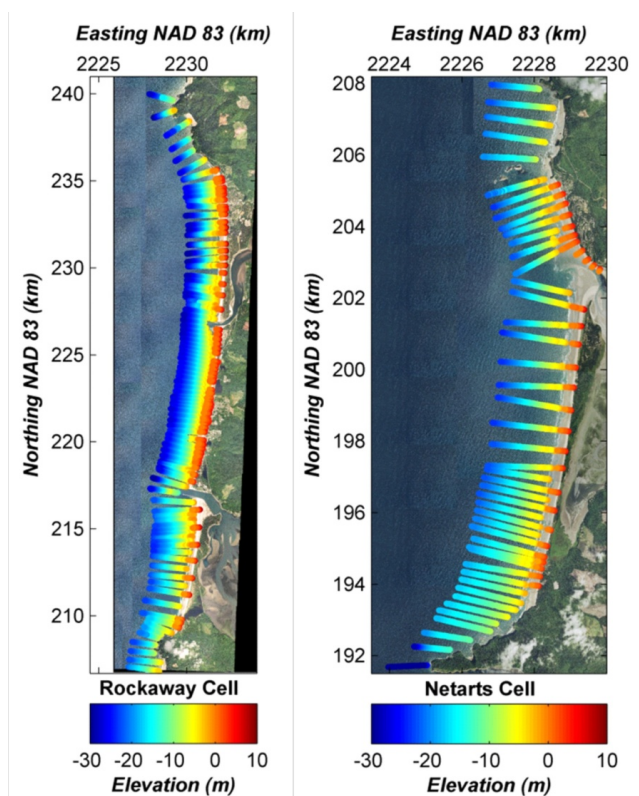 Easting NAD 83 (km)
2225 2230
240
235
230
225
220
215
210
Northing NAD 83 (km)
Rockaway Cell
-30 -20 -10 0 10
Elevation (m)
Easting NAD 83 (km)
2224 2226 2228 2230
208
206
204
202
200
198
196
194
192
Northing NAD 83 (km)
Netarts Cell
-30 -20 -10 0 10
Elevation (m)